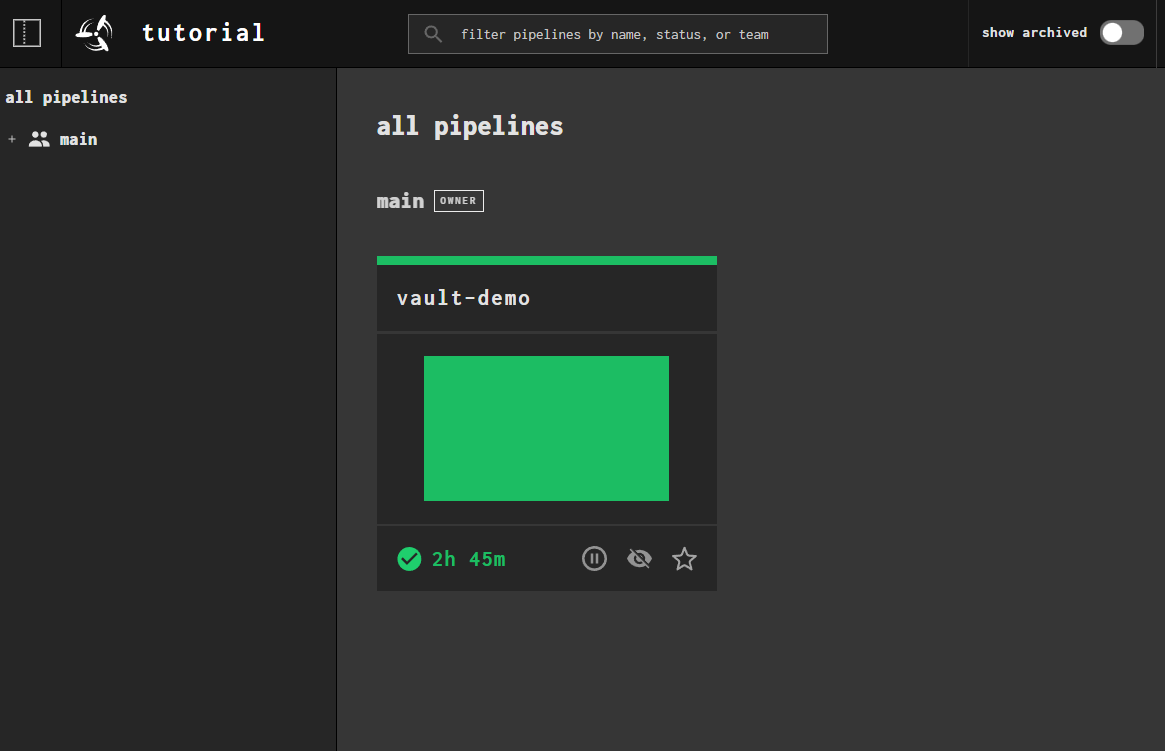 tutorial
filter pipelines by name, status, or team
show archived
all pipelines
+ main
all pipelines
main OWNER
vault-demo
2h 45m